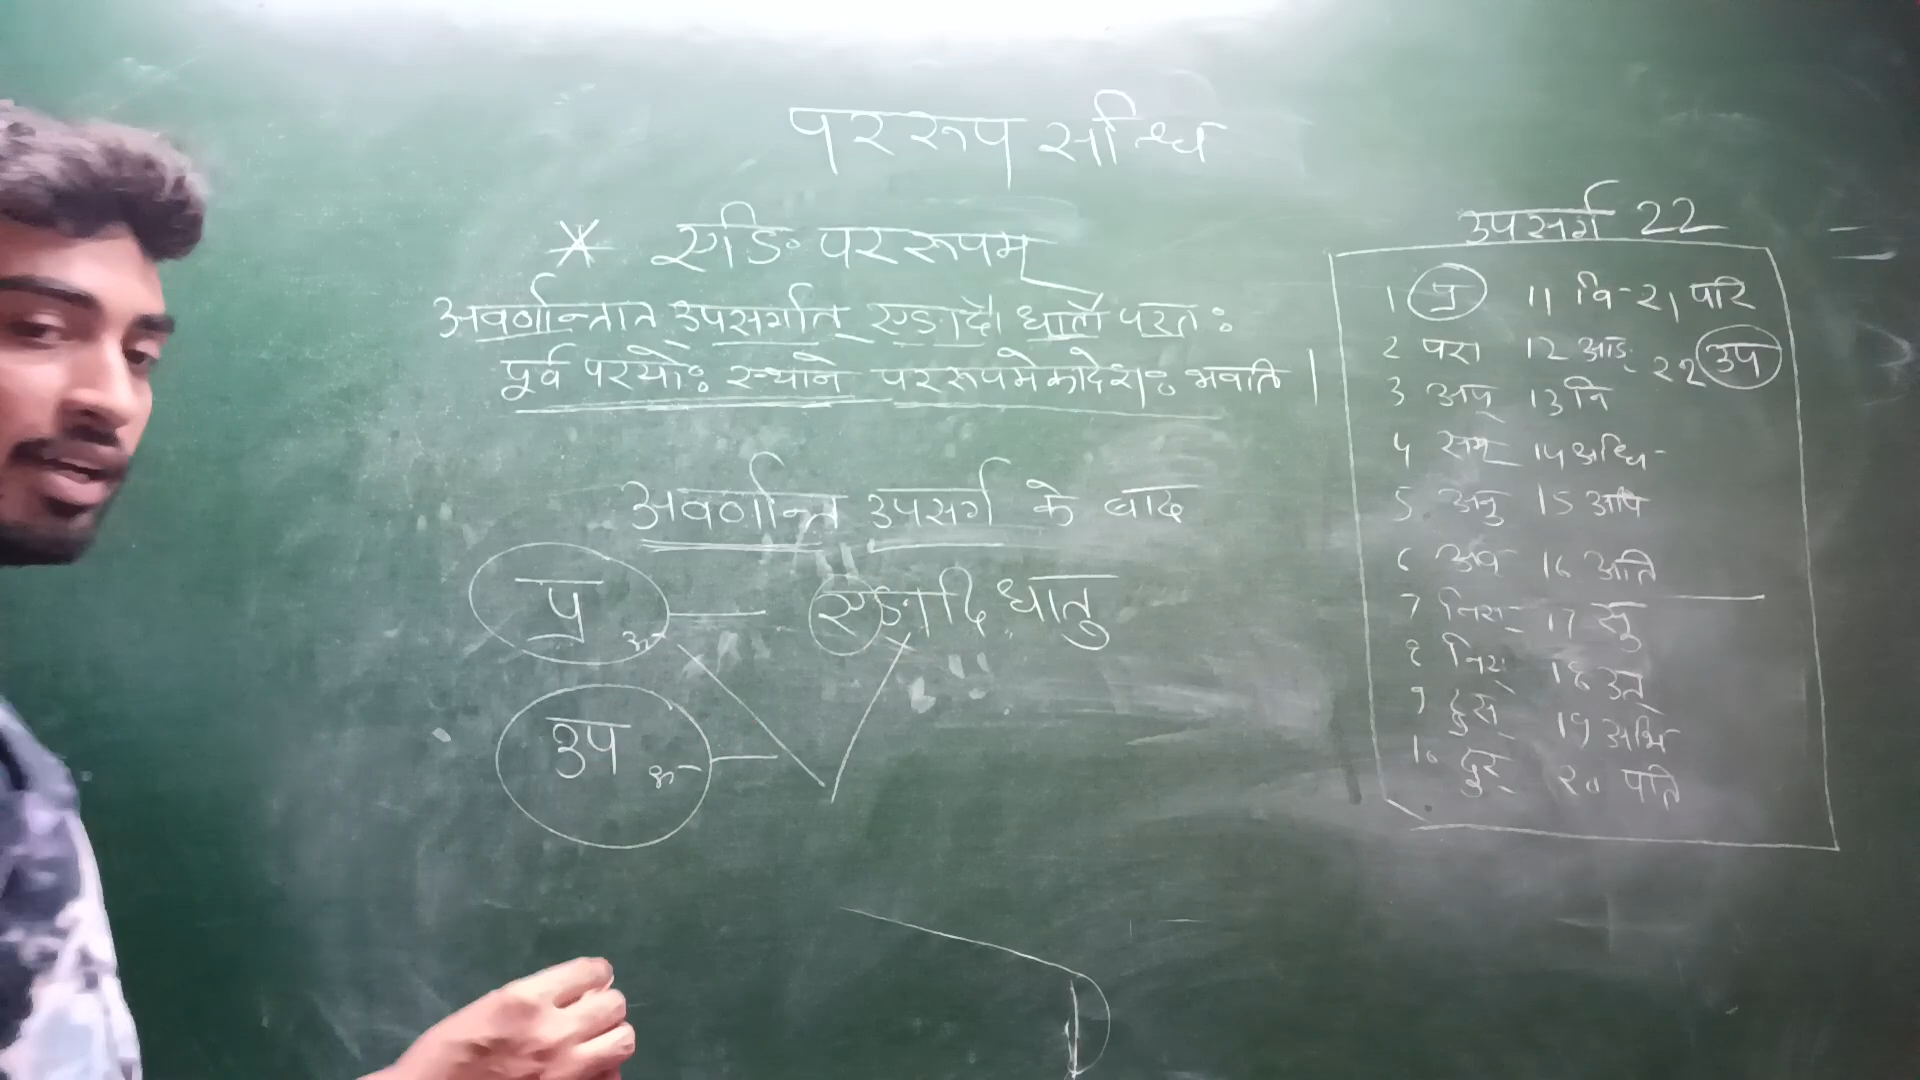 पररूप सन्धि
* एङि पररूपम्
अवर्णान्तात् उपसर्गात् एङादौ धातौ परतः
पूर्व परयोः स्थाने पररूपमेकादेशः भवति |
अवर्णान्त उपसर्ग के बाद
प्र अ — एङादि धातु
उप अ —
उपसर्ग 22
1 प्र 11 वि - 21 परि
2 परा 12 आङ् 22 उप
3 अप् 13 नि
4 सम् 14 अधि -
5 अनु 15 अपि
6 अव 16 अति
7 निस् - 17 सु
8 निर् 18 उत्
9 दुस् 19 अभि
10 दुर् 20 प्रति